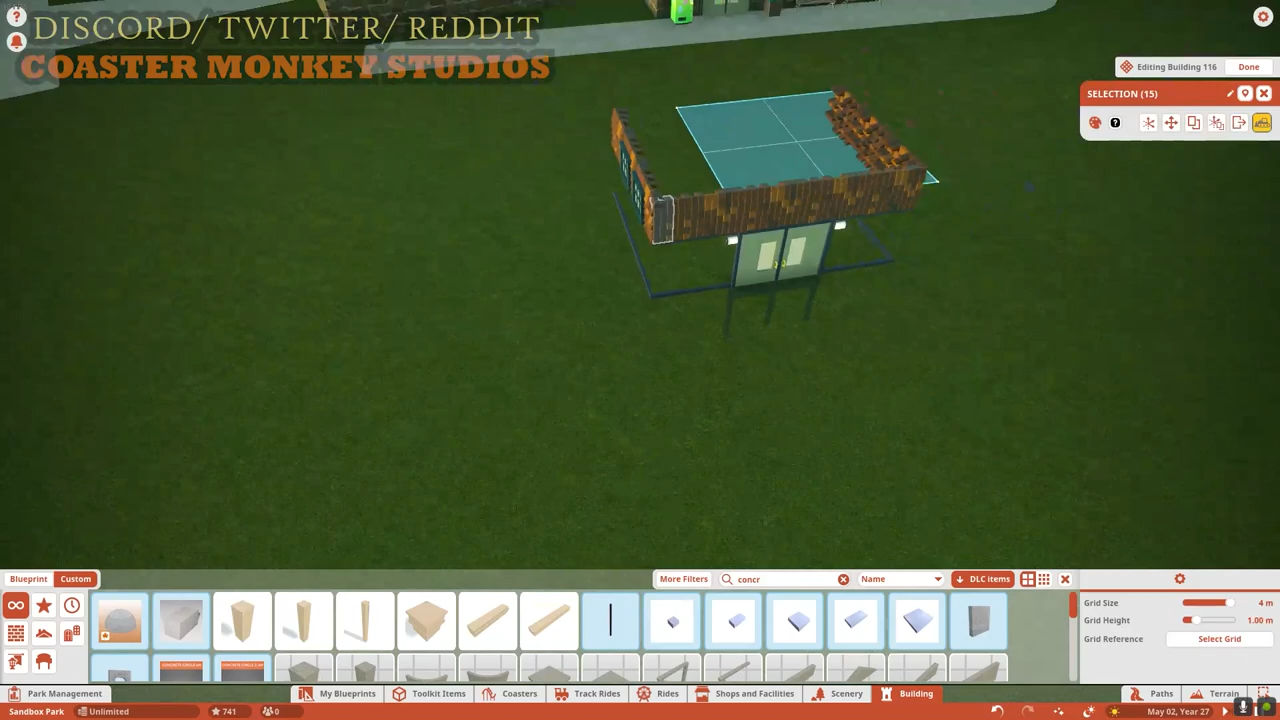 DISCORD/ TWITTER/ REDDIT
COASTER MONKEY STUDIOS
Editing Building 116
Done
SELECTION (15)
Blueprint
Custom
More Filters
concr
Name
DLC items
Grid Size
4 m
Grid Height
1.00 m
Grid Reference
Select Grid
Park Management
My Blueprints
Toolkit Items
Coasters
Track Rides
Rides
Shops and Facilities
Scenery
Building
Paths
Terrain
Sandbox Park
Unlimited
741
0
May 02, Year 27